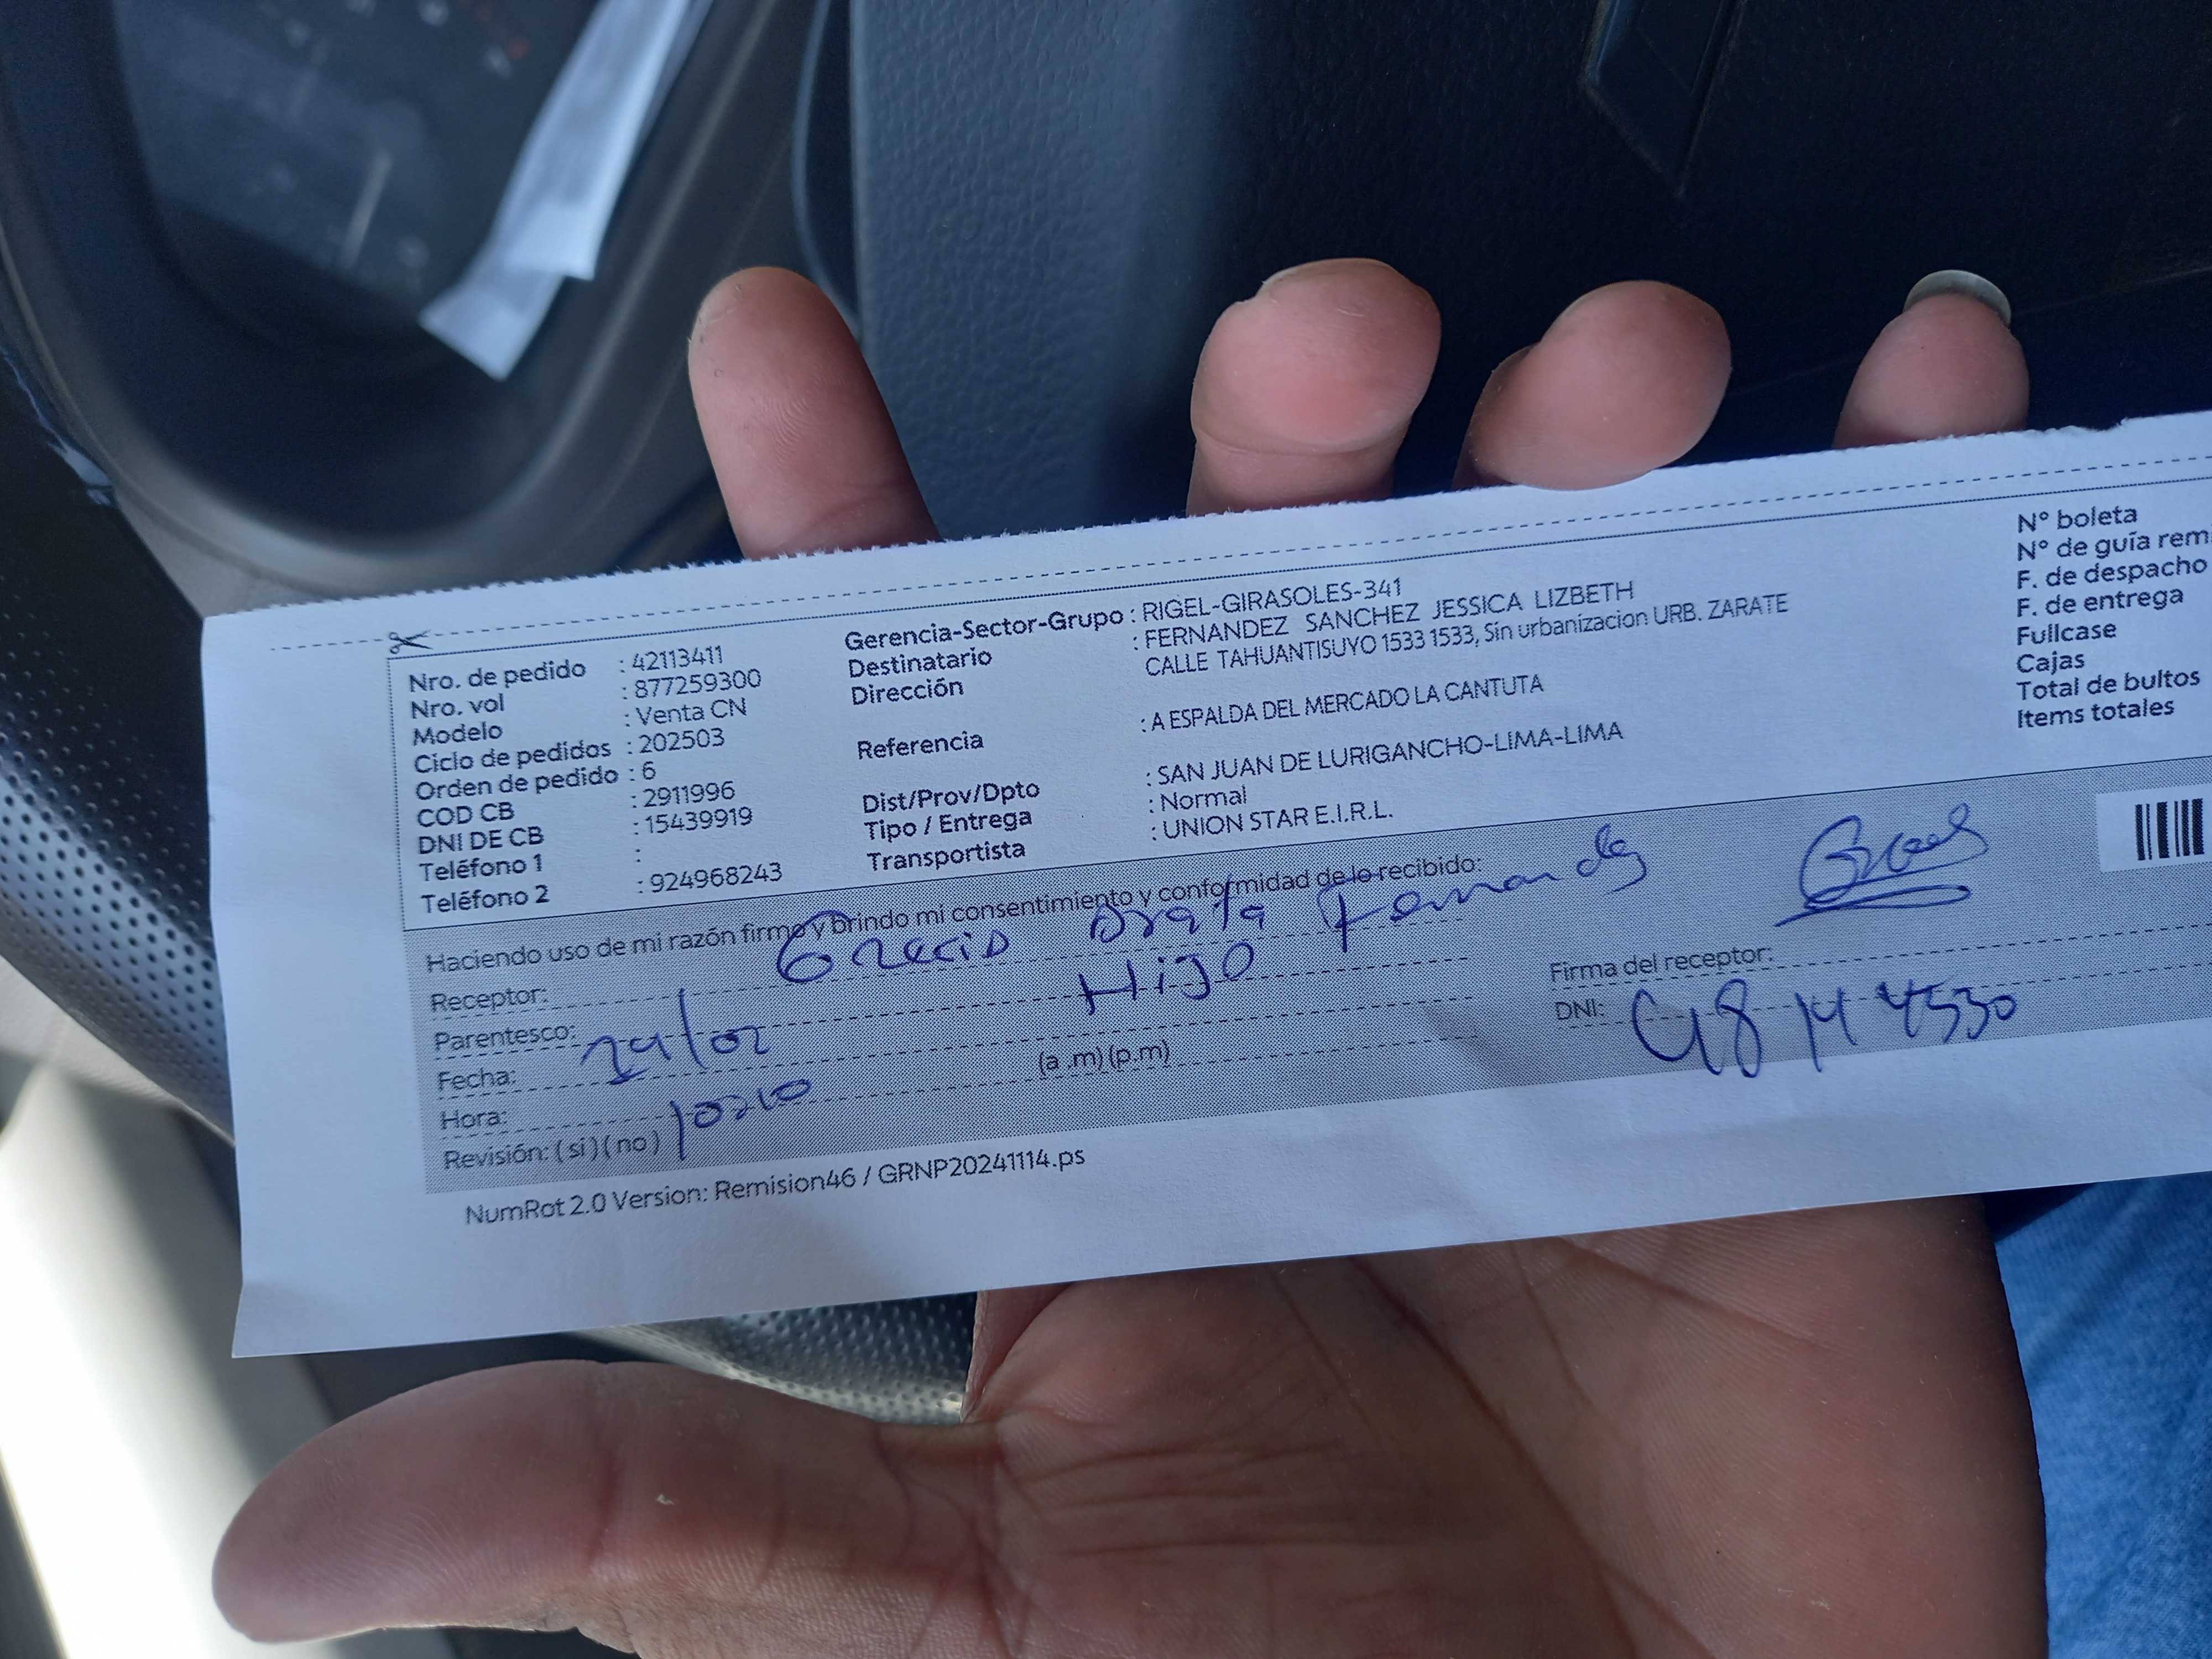 Nro. de pedido : 42113411
Nro. vol : 877259300
Modelo : Venta CN
Ciclo de pedidos : 202503
Orden de pedido : 6
COD CB : 2911996
DNI DE CB : 15439919
Teléfono 1 :
Teléfono 2 : 924968243
Gerencia-Sector-Grupo : RIGEL-GIRASOLES-341
Destinatario : FERNANDEZ SANCHEZ JESSICA LIZBETH
Dirección CALLE TAHUANTISUYO 1533 1533, Sin urbanizacion URB. ZARATE
Referencia : A ESPALDA DEL MERCADO LA CANTUTA
Dist/Prov/Dpto : SAN JUAN DE LURIGANCHO-LIMA-LIMA
Tipo / Entrega : Normal
Transportista : UNION STAR E.I.R.L.
N° boleta
N° de guía rem
F. de despacho
F. de entrega
Fullcase
Cajas
Total de bultos
Items totales
Haciendo uso de mi razón firmo y brindo mi consentimiento y conformidad de lo recibido:
Receptor:
Parentesco: Hijo
Fecha: 24/02
Hora: (a .m) (p.m)
Revisión: ( si ) ( no )
Firma del receptor:
DNI:
NumRot 2.0 Version: Remision46 / GRNP20241114.ps